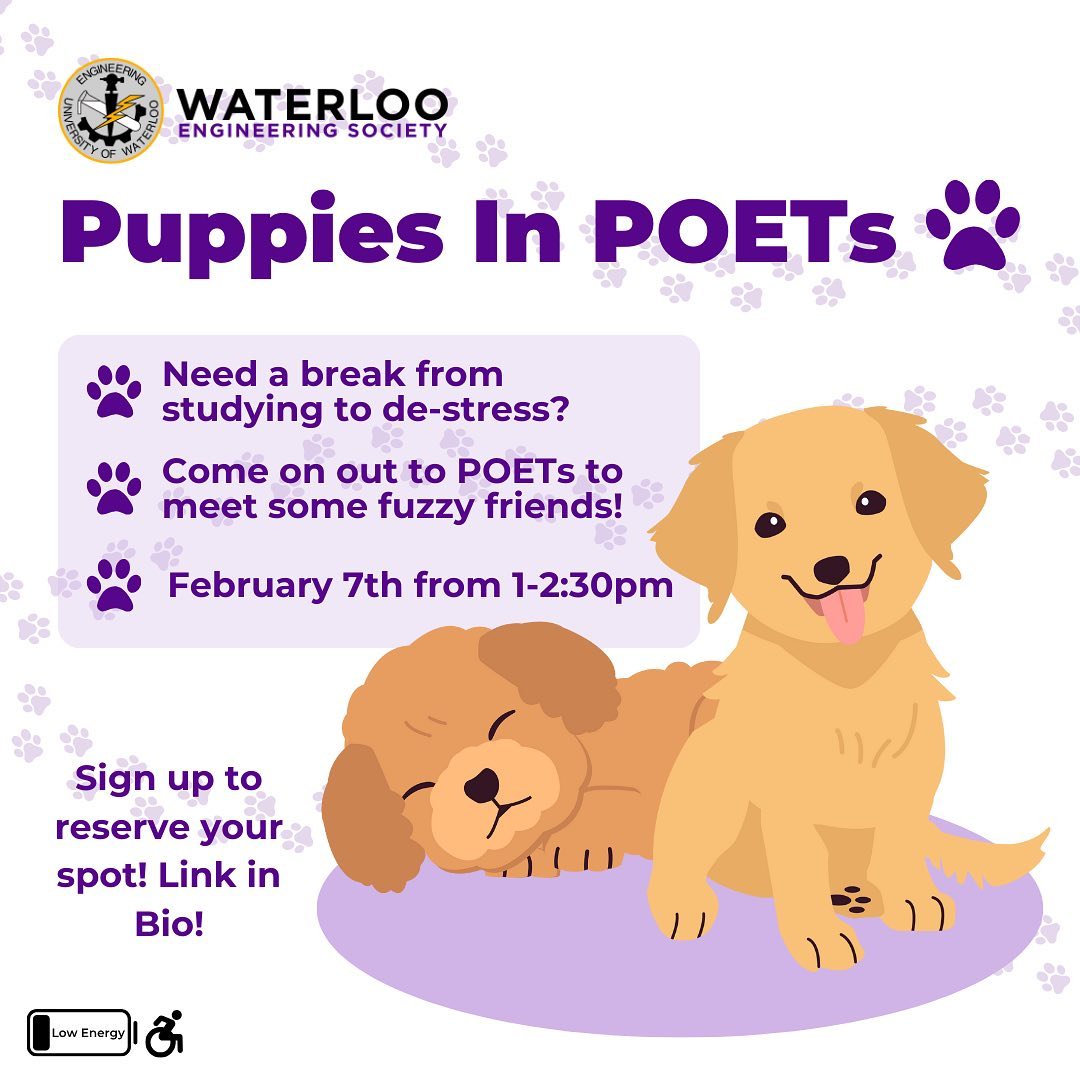 ENGINEERING
UNIVERSITY OF WATERLOO
WATERLOO
ENGINEERING SOCIETY
Puppies In POETs
Need a break from
studying to de-stress?
Come on out to POETs to
meet some fuzzy friends!
February 7th from 1-2:30pm
Sign up to
reserve your
spot! Link in
Bio!
Low Energy